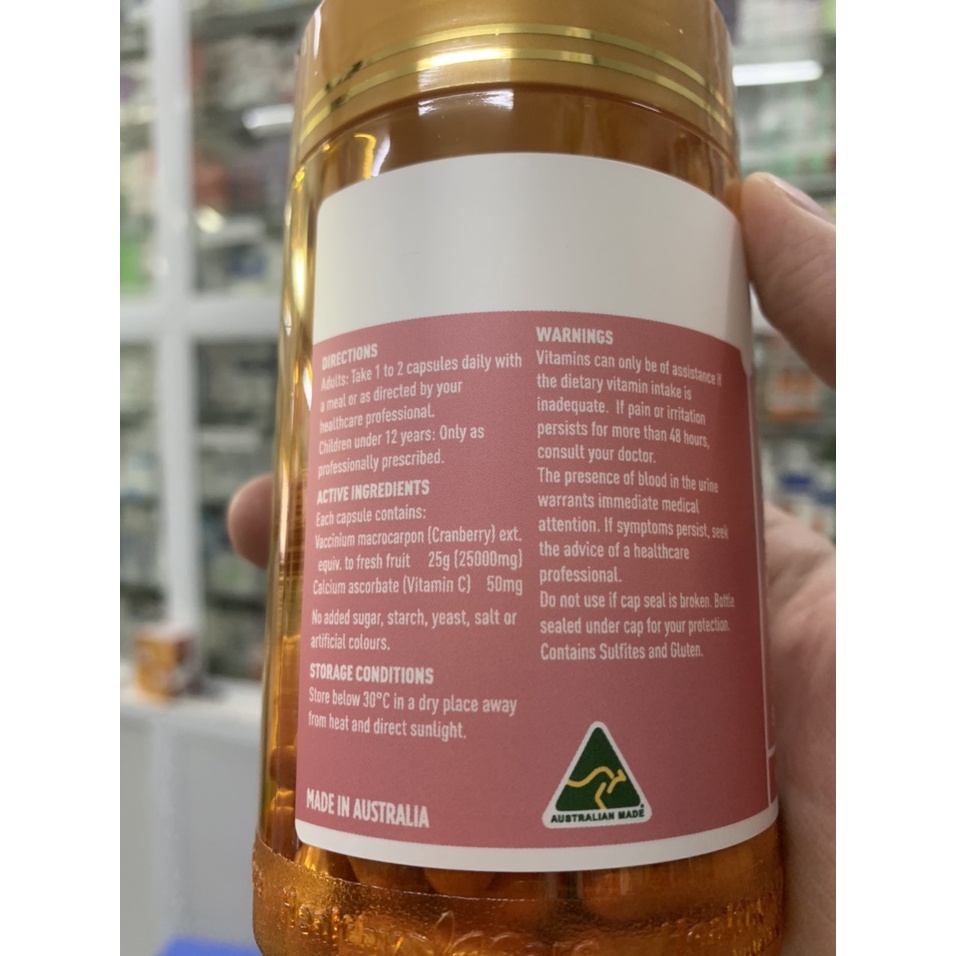 DIRECTIONS
Adults: Take 1 to 2 capsules daily with
a meal or as directed by your
healthcare professional.
Children under 12 years: Only as
professionally prescribed.
ACTIVE INGREDIENTS
Each capsule contains:
Vaccinium macrocarpon (Cranberry) ext.
equiv. to fresh fruit 25g (25000mg)
Calcium ascorbate (Vitamin C) 50mg
No added sugar, starch, yeast, salt or
artificial colours.
STORAGE CONDITIONS
Store below 30°C in a dry place away
from heat and direct sunlight.
MADE IN AUSTRALIA
WARNINGS
Vitamins can only be of assistance if
the dietary vitamin intake is
inadequate. If pain or irritation
persists for more than 48 hours,
consult your doctor.
The presence of blood in the urine
warrants immediate medical
attention. If symptoms persist, seek
the advice of a healthcare
professional.
Do not use if cap seal is broken. Bottle
sealed under cap for your protection.
Contains Sulfites and Gluten.
AUSTRALIAN MADE